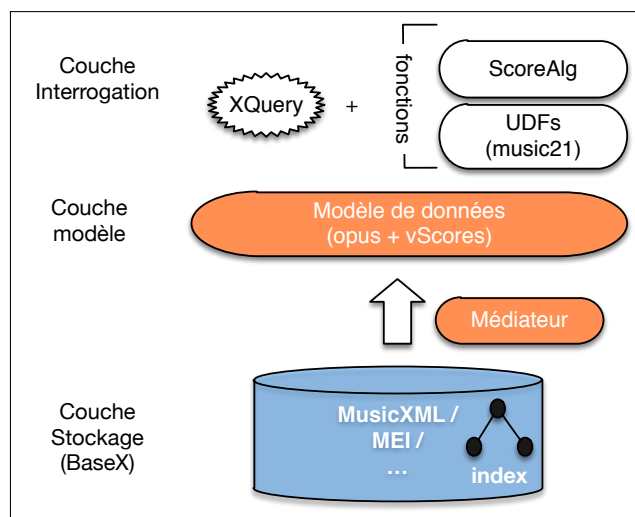 Couche
Interrogation
XQuery
+
fonctions
ScoreAlg
UDFs
(music21)
Couche
modèle
Modèle de données
(opus + vScores)
Médiateur
Couche
Stockage
(BaseX)
MusicXML /
MEI /
...
index